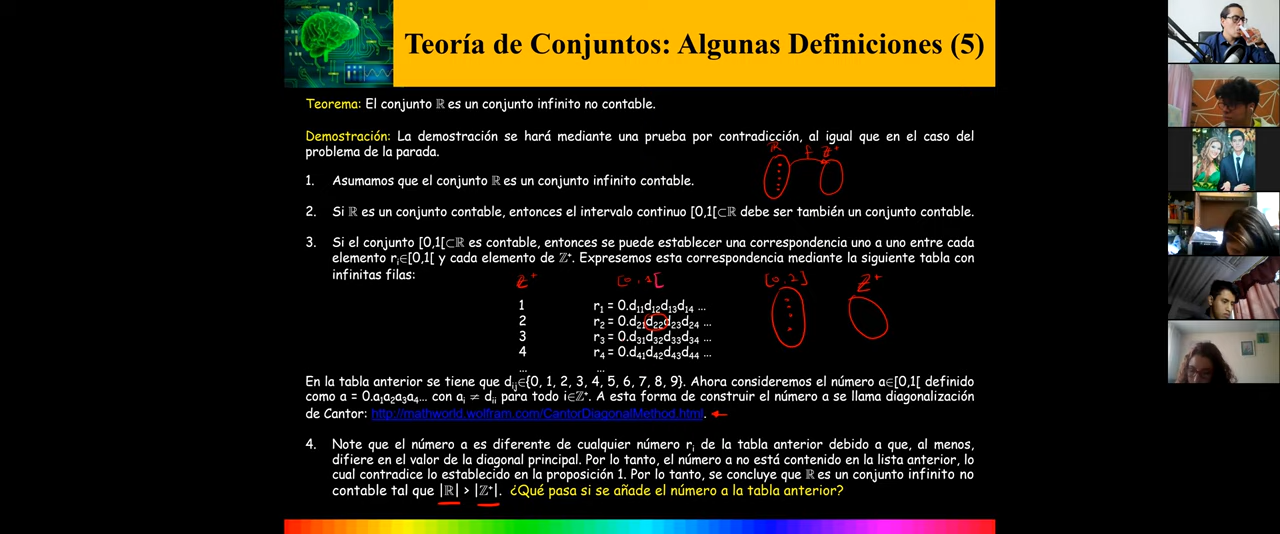 Teoría de Conjuntos: Algunas Definiciones (5)
Teorema: El conjunto ℝ es un conjunto infinito no contable.
Demostración: La demostración se hará mediante una prueba por contradicción, al igual que en el caso del
problema de la parada.
ℝ f ℤ⁺
1. Asumamos que el conjunto ℝ es un conjunto infinito contable.
2. Si ℝ es un conjunto contable, entonces el intervalo continuo [0,1[⊂ℝ debe ser también un conjunto contable.
3. Si el conjunto [0,1[⊂ℝ es contable, entonces se puede establecer una correspondencia uno a uno entre cada
elemento rᵢ∈[0,1[ y cada elemento de ℤ⁺. Expresemos esta correspondencia mediante la siguiente tabla con
infinitas filas:
ℤ⁺ [0,1[ [0,2] ℤ⁺
1 r₁ = 0.d₁₁d₁₂d₁₃d₁₄ ...
2 r₂ = 0.d₂₁d₂₂d₂₃d₂₄ ...
3 r₃ = 0.d₃₁d₃₂d₃₃d₃₄ ...
4 r₄ = 0.d₄₁d₄₂d₄₃d₄₄ ...
... ...
En la tabla anterior se tiene que dᵢⱼ∈{0, 1, 2, 3, 4, 5, 6, 7, 8, 9}. Ahora consideremos el número a∈[0,1[ definido
como a = 0.a₁a₂a₃a₄... con aᵢ ≠ dᵢᵢ para todo i∈ℤ⁺. A esta forma de construir el número a se llama diagonalización
de Cantor: http://mathworld.wolfram.com/CantorDiagonalMethod.html.
4. Note que el número a es diferente de cualquier número rᵢ de la tabla anterior debido a que, al menos,
difiere en el valor de la diagonal principal. Por lo tanto, el número a no está contenido en la lista anterior, lo
cual contradice lo establecido en la proposición 1. Por lo tanto, se concluye que ℝ es un conjunto infinito no
contable tal que |ℝ| > |ℤ⁺|. ¿Qué pasa si se añade el número a la tabla anterior?